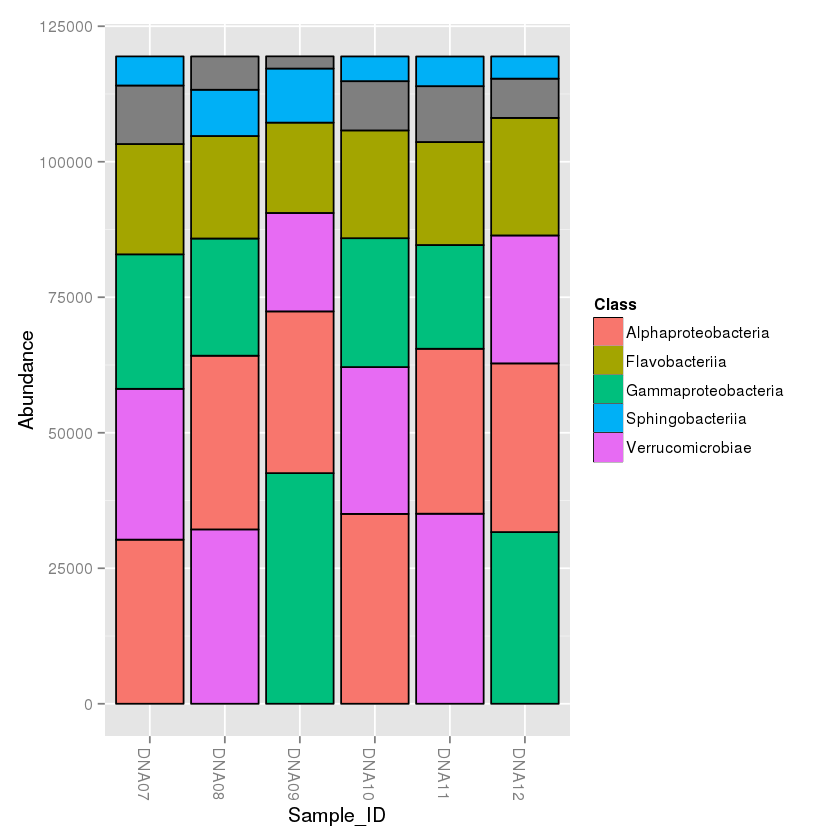 125000
100000
75000
50000
25000
0
Abundance
DNA07
DNA08
DNA09
DNA10
DNA11
DNA12
Sample_ID
Class
Alphaproteobacteria
Flavobacteriia
Gammaproteobacteria
Sphingobacteriia
Verrucomicrobiae